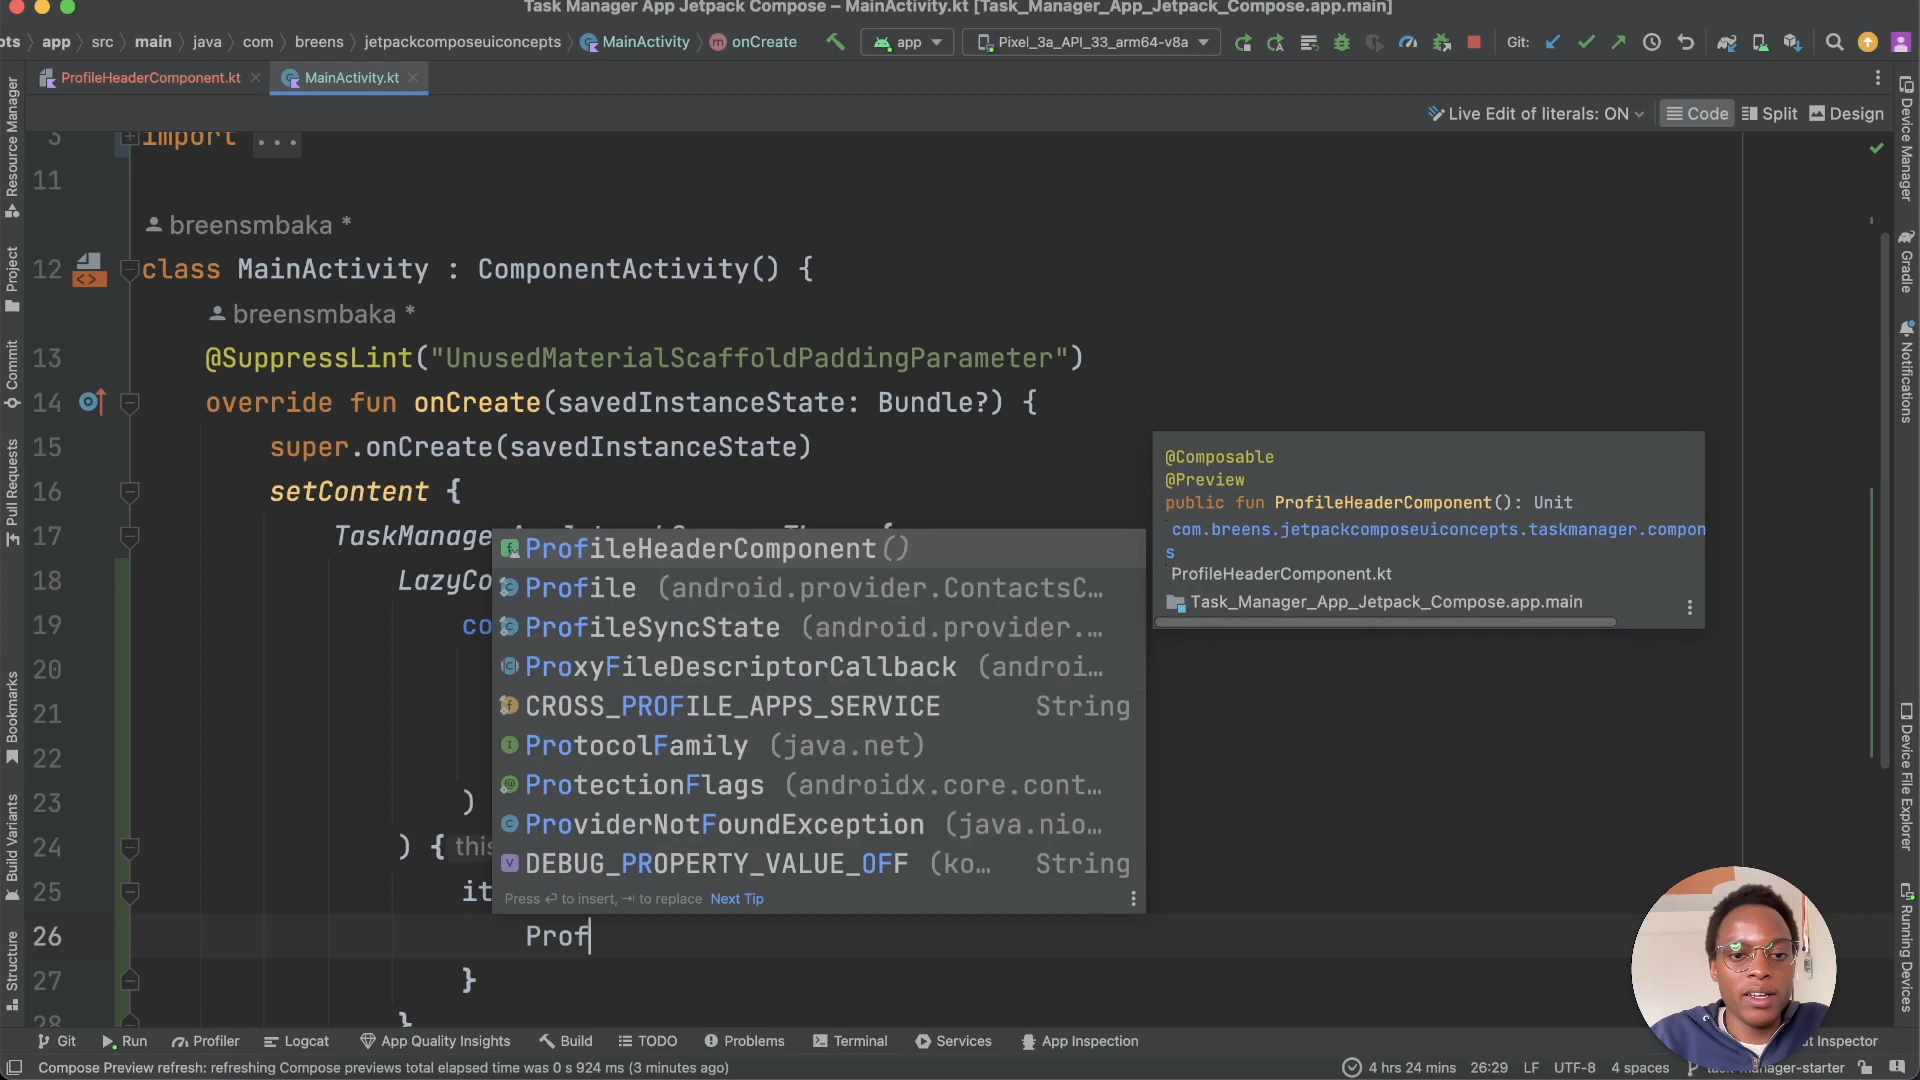 Task Manager App Jetpack Compose – MainActivity.kt [Task_Manager_App_Jetpack_Compose.app.main]
pts
app
src
main
java
com
breens
jetpackcomposeuiconcepts
MainActivity
onCreate
app
Pixel_3a_API_33_arm64-v8a
Git:
ProfileHeaderComponent.kt
MainActivity.kt
Live Edit of literals: ON
Code
Split
Design
3 import ...
11
breensmbaka *
12 class MainActivity : ComponentActivity() {
breensmbaka *
13 @SuppressLint("UnusedMaterialScaffoldPaddingParameter")
14 override fun onCreate(savedInstanceState: Bundle?) {
15 super.onCreate(savedInstanceState)
16 setContent {
17 TaskManage
18 LazyCo
19 co
20
21
22
23 )
24 ) { this
25 it
26 Prof
27 }
28 }
ProfileHeaderComponent()
Profile (android.provider.ContactsC...
ProfileSyncState (android.provider....
ProxyFileDescriptorCallback (androi...
CROSS_PROFILE_APPS_SERVICE String
ProtocolFamily (java.net)
ProtectionFlags (androidx.core.cont...
ProviderNotFoundException (java.nio...
DEBUG_PROPERTY_VALUE_OFF (ko... String
Press ⏎ to insert, ⇥ to replace Next Tip
@Composable
@Preview
public fun ProfileHeaderComponent(): Unit
com.breens.jetpackcomposeuiconcepts.taskmanager.compon
s
ProfileHeaderComponent.kt
Task_Manager_App_Jetpack_Compose.app.main
Resource Manager
Project
Commit
Pull Requests
Bookmarks
Build Variants
Structure
Device Manager
Gradle
Notifications
Device File Explorer
Running Devices
Git
Run
Profiler
Logcat
App Quality Insights
Build
TODO
Problems
Terminal
Services
App Inspection
t Inspector
Compose Preview refresh: refreshing Compose previews total elapsed time was 0 s 924 ms (3 minutes ago)
4 hrs 24 mins
26:29
LF
UTF-8
4 spaces
task-manager-starter